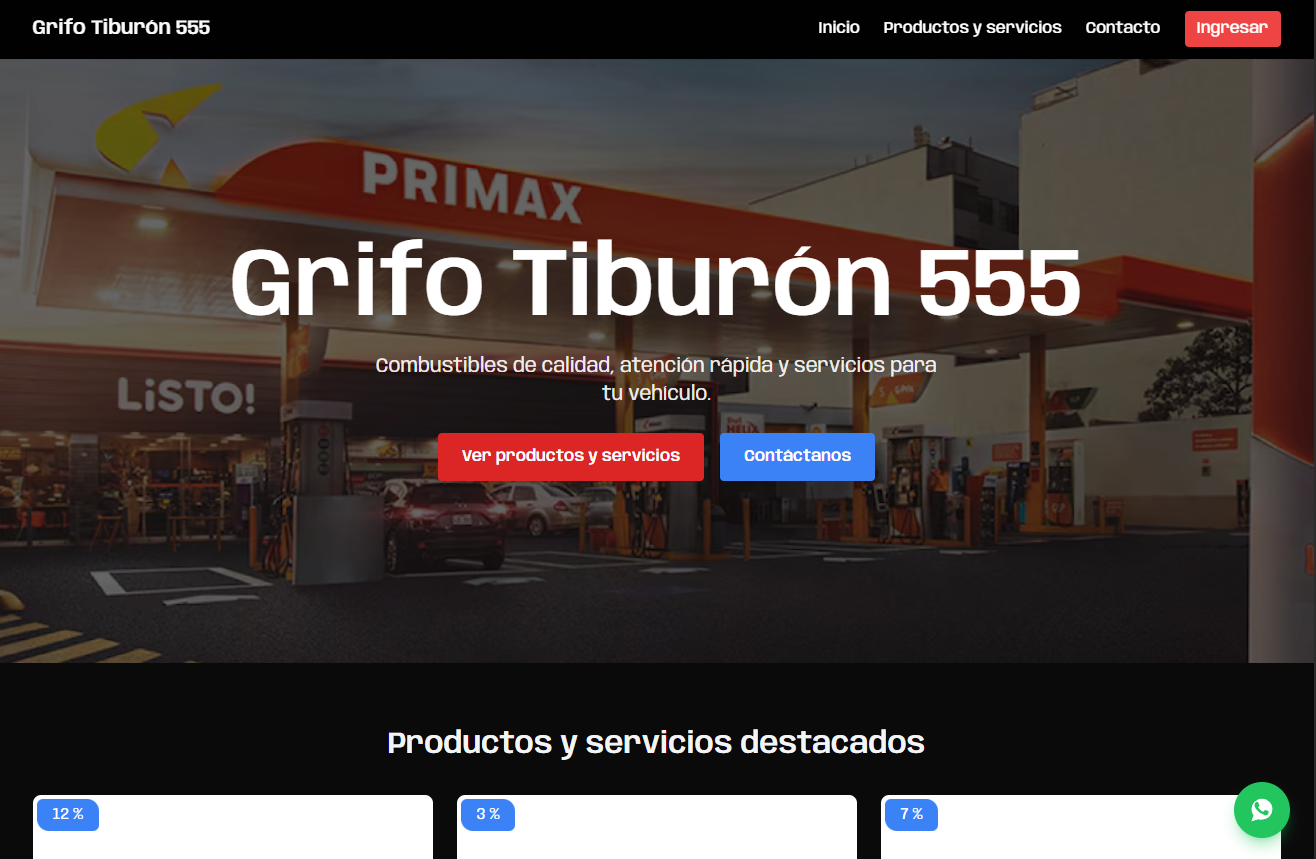 Grifo Tiburón 555
Inicio Productos y servicios Contacto Ingresar
PRIMAX
Grifo Tiburón 555
Combustibles de calidad, atención rápida y servicios para
tu vehículo.
LiSTO!
Ver productos y servicios Contáctanos
Productos y servicios destacados
12 % 3 % 7 %